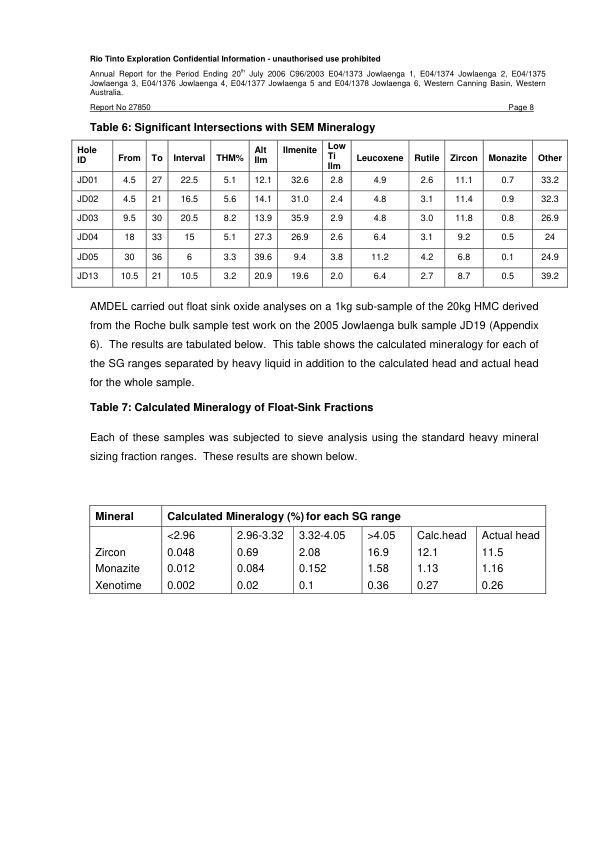 Rio Tinto Exploration Confidential Information - unauthorised use prohibited
Annual Report for the Period Ending 20th July 2006 C96/2003 E04/1373 Jowlaenga 1, E04/1374 Jowlaenga 2, E04/1375
Jowlaenga 3, E04/1376 Jowlaenga 4, E04/1377 Jowlaenga 5 and E04/1378 Jowlaenga 6, Western Canning Basin, Western
Australia.
Report No 27850 Page 8
Table 6: Significant Intersections with SEM Mineralogy
Hole ID From To Interval THM% Alt Ilm Ilmenite Low Ti Ilm Leucoxene Rutile Zircon Monazite Other
JD01 4.5 27 22.5 5.1 12.1 32.6 2.8 4.9 2.6 11.1 0.7 33.2
JD02 4.5 21 16.5 5.6 14.1 31.0 2.4 4.8 3.1 11.4 0.9 32.3
JD03 9.5 30 20.5 8.2 13.9 35.9 2.9 4.8 3.0 11.8 0.8 26.9
JD04 18 33 15 5.1 27.3 26.9 2.6 6.4 3.1 9.2 0.5 24
JD05 30 36 6 3.3 39.6 9.4 3.8 11.2 4.2 6.8 0.1 24.9
JD13 10.5 21 10.5 3.2 20.9 19.6 2.0 6.4 2.7 8.7 0.5 39.2
AMDEL carried out float sink oxide analyses on a 1kg sub-sample of the 20kg HMC derived
from the Roche bulk sample test work on the 2005 Jowlaenga bulk sample JD19 (Appendix
6). The results are tabulated below. This table shows the calculated mineralogy for each of
the SG ranges separated by heavy liquid in addition to the calculated head and actual head
for the whole sample.
Table 7: Calculated Mineralogy of Float-Sink Fractions
Each of these samples was subjected to sieve analysis using the standard heavy mineral
sizing fraction ranges. These results are shown below.
Mineral Calculated Mineralogy (%) for each SG range
<2.96 2.96-3.32 3.32-4.05 >4.05 Calc.head Actual head
Zircon 0.048 0.69 2.08 16.9 12.1 11.5
Monazite 0.012 0.084 0.152 1.58 1.13 1.16
Xenotime 0.002 0.02 0.1 0.36 0.27 0.26